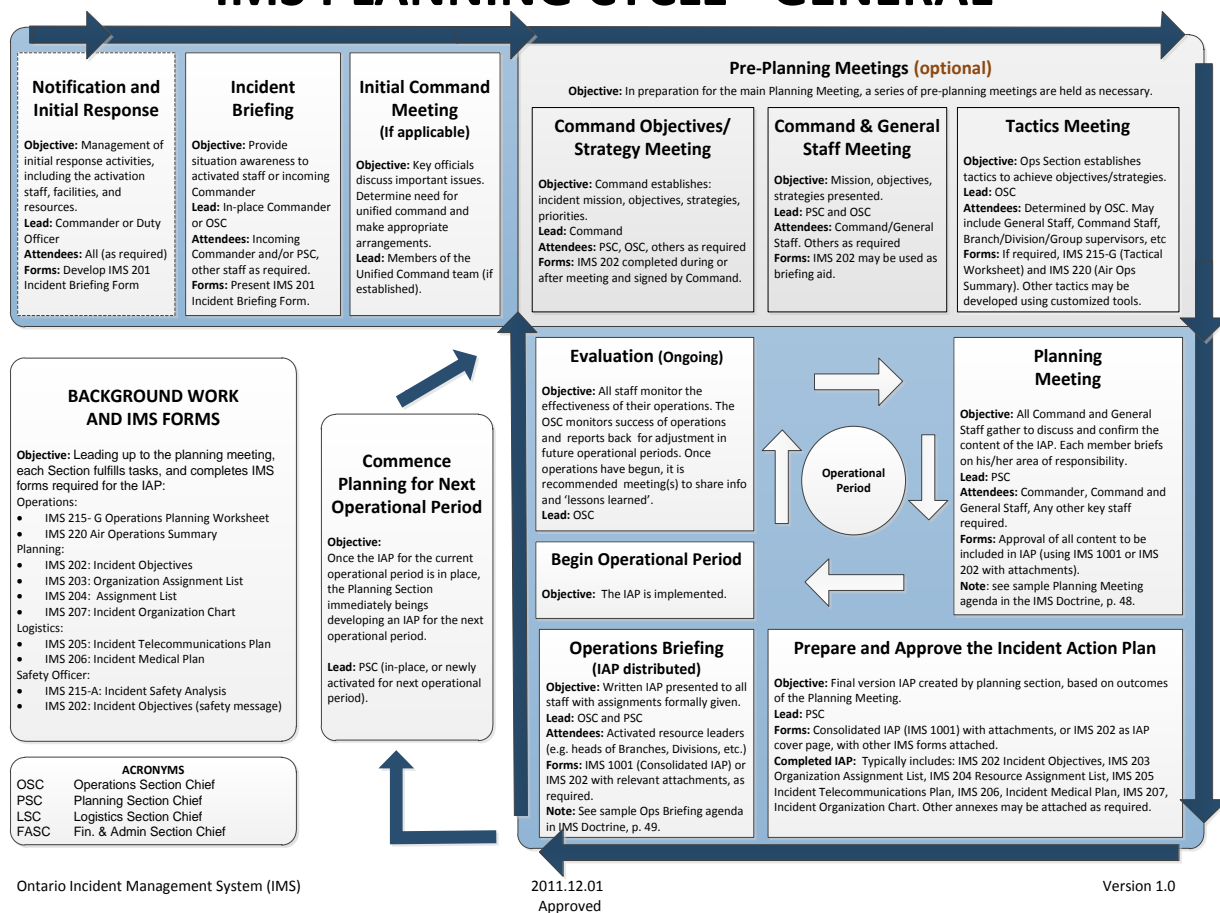 IMS PLANNING CYCLE - GENERAL
Notification and
Initial Response
Objective: Management of
initial response activities,
including the activation
staff, facilities, and
resources.
Lead: Commander or Duty
Officer
Attendees: All (as required)
Forms: Develop IMS 201
Incident Briefing Form
Incident
Briefing
Objective: Provide
situation awareness to
activated staff or incoming
Commander
Lead: In-place Commander
or OSC
Attendees: Incoming
Commander and/or PSC,
other staff as required.
Forms: Present IMS 201
Incident Briefing Form.
Initial Command
Meeting
(If applicable)
Objective: Key officials
discuss important issues.
Determine need for
unified command and
make appropriate
arrangements.
Lead: Members of the
Unified Command team (if
established).
Pre-Planning Meetings (optional)
Objective: In preparation for the main Planning Meeting, a series of pre-planning meetings are held as necessary.
Command Objectives/
Strategy Meeting
Objective: Command establishes:
incident mission, objectives, strategies,
priorities.
Lead: Command
Attendees: PSC, OSC, others as required
Forms: IMS 202 completed during or
after meeting and signed by Command.
Command & General
Staff Meeting
Objective: Mission, objectives,
strategies presented.
Lead: PSC and OSC
Attendees: Command/General
Staff. Others as required
Forms: IMS 202 may be used as
briefing aid.
Tactics Meeting
Objective: Ops Section establishes
tactics to achieve objectives/strategies.
Lead: OSC
Attendees: Determined by OSC. May
include General Staff, Command Staff,
Branch/Division/Group supervisors, etc
Forms: If required, IMS 215-G (Tactical
Worksheet) and IMS 220 (Air Ops
Summary). Other tactics may be
developed using customized tools.
BACKGROUND WORK
AND IMS FORMS
Objective: Leading up to the planning meeting,
each Section fulfills tasks, and completes IMS
forms required for the IAP:
Operations:
• IMS 215- G Operations Planning Worksheet
• IMS 220 Air Operations Summary
Planning:
• IMS 202: Incident Objectives
• IMS 203: Organization Assignment List
• IMS 204: Assignment List
• IMS 207: Incident Organization Chart
Logistics:
• IMS 205: Incident Telecommunications Plan
• IMS 206: Incident Medical Plan
Safety Officer:
• IMS 215-A: Incident Safety Analysis
• IMS 202: Incident Objectives (safety message)
ACRONYMS
OSC Operations Section Chief
PSC Planning Section Chief
LSC Logistics Section Chief
FASC Fin. & Admin Section Chief
Commence
Planning for Next
Operational Period
Objective:
Once the IAP for the current
operational period is in place,
the Planning Section
immediately beings
developing an IAP for the next
operational period.
Lead: PSC (in-place, or newly
activated for next operational
period).
Evaluation (Ongoing)
Objective: All staff monitor the
effectiveness of their operations. The
OSC monitors success of operations
and reports back for adjustment in
future operational periods. Once
operations have begun, it is
recommended meeting(s) to share info
and ‘lessons learned’.
Lead: OSC
Begin Operational Period
Objective: The IAP is implemented.
Operational
Period
Planning
Meeting
Objective: All Command and General
Staff gather to discuss and confirm the
content of the IAP. Each member briefs
on his/her area of responsibility.
Lead: PSC
Attendees: Commander, Command and
General Staff, Any other key staff
required.
Forms: Approval of all content to be
included in IAP (using IMS 1001 or IMS
202 with attachments).
Note: see sample Planning Meeting
agenda in the IMS Doctrine, p. 48.
Operations Briefing
(IAP distributed)
Objective: Written IAP presented to all
staff with assignments formally given.
Lead: OSC and PSC
Attendees: Activated resource leaders
(e.g. heads of Branches, Divisions, etc.)
Forms: IMS 1001 (Consolidated IAP) or
IMS 202 with relevant attachments, as
required.
Note: See sample Ops Briefing agenda
in IMS Doctrine, p. 49.
Prepare and Approve the Incident Action Plan
Objective: Final version IAP created by planning section, based on outcomes
of the Planning Meeting.
Lead: PSC
Forms: Consolidated IAP (IMS 1001) with attachments, or IMS 202 as IAP
cover page, with other IMS forms attached.
Completed IAP: Typically includes: IMS 202 Incident Objectives, IMS 203
Organization Assignment List, IMS 204 Resource Assignment List, IMS 205
Incident Telecommunications Plan, IMS 206, Incident Medical Plan, IMS 207,
Incident Organization Chart. Other annexes may be attached as required.
Ontario Incident Management System (IMS)
2011.12.01
Approved
Version 1.0